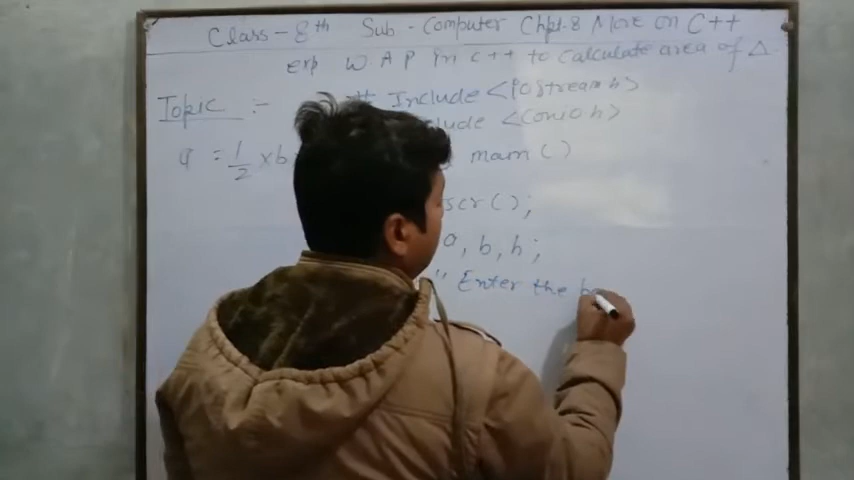 Class - 8th Sub - Computer Chpt-8 More on C++
exp W A P in C++ to calculate area of Δ
Topic :- # Include <iostream.h>
clude <conio.h>
a = 1/2 × b main ( )
scr ( ) ;
a, b, h ;
" Enter the b